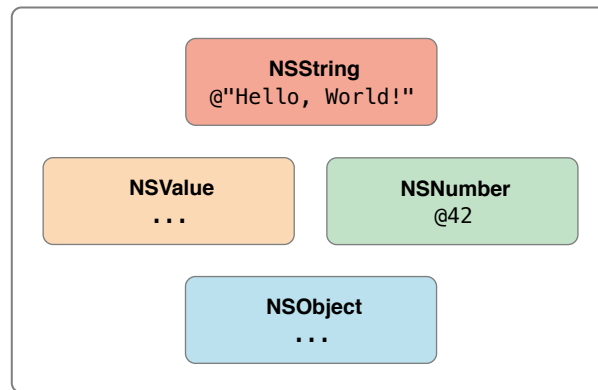 NSString
@"Hello, World!"
NSValue
...
NSNumber
@42
NSObject
...